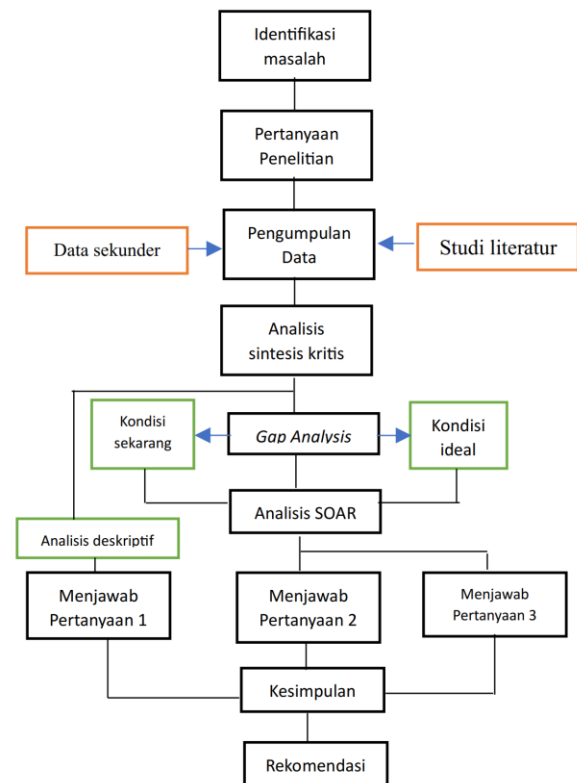 Identifikasi
masalah
Pertanyaan
Penelitian
Data sekunder
Pengumpulan
Data
Studi literatur
Analisis
sintesis kritis
Kondisi
sekarang
Gap Analysis
Kondisi
ideal
Analisis SOAR
Analisis deskriptif
Menjawab
Pertanyaan 1
Menjawab
Pertanyaan 2
Menjawab
Pertanyaan 3
Kesimpulan
Rekomendasi